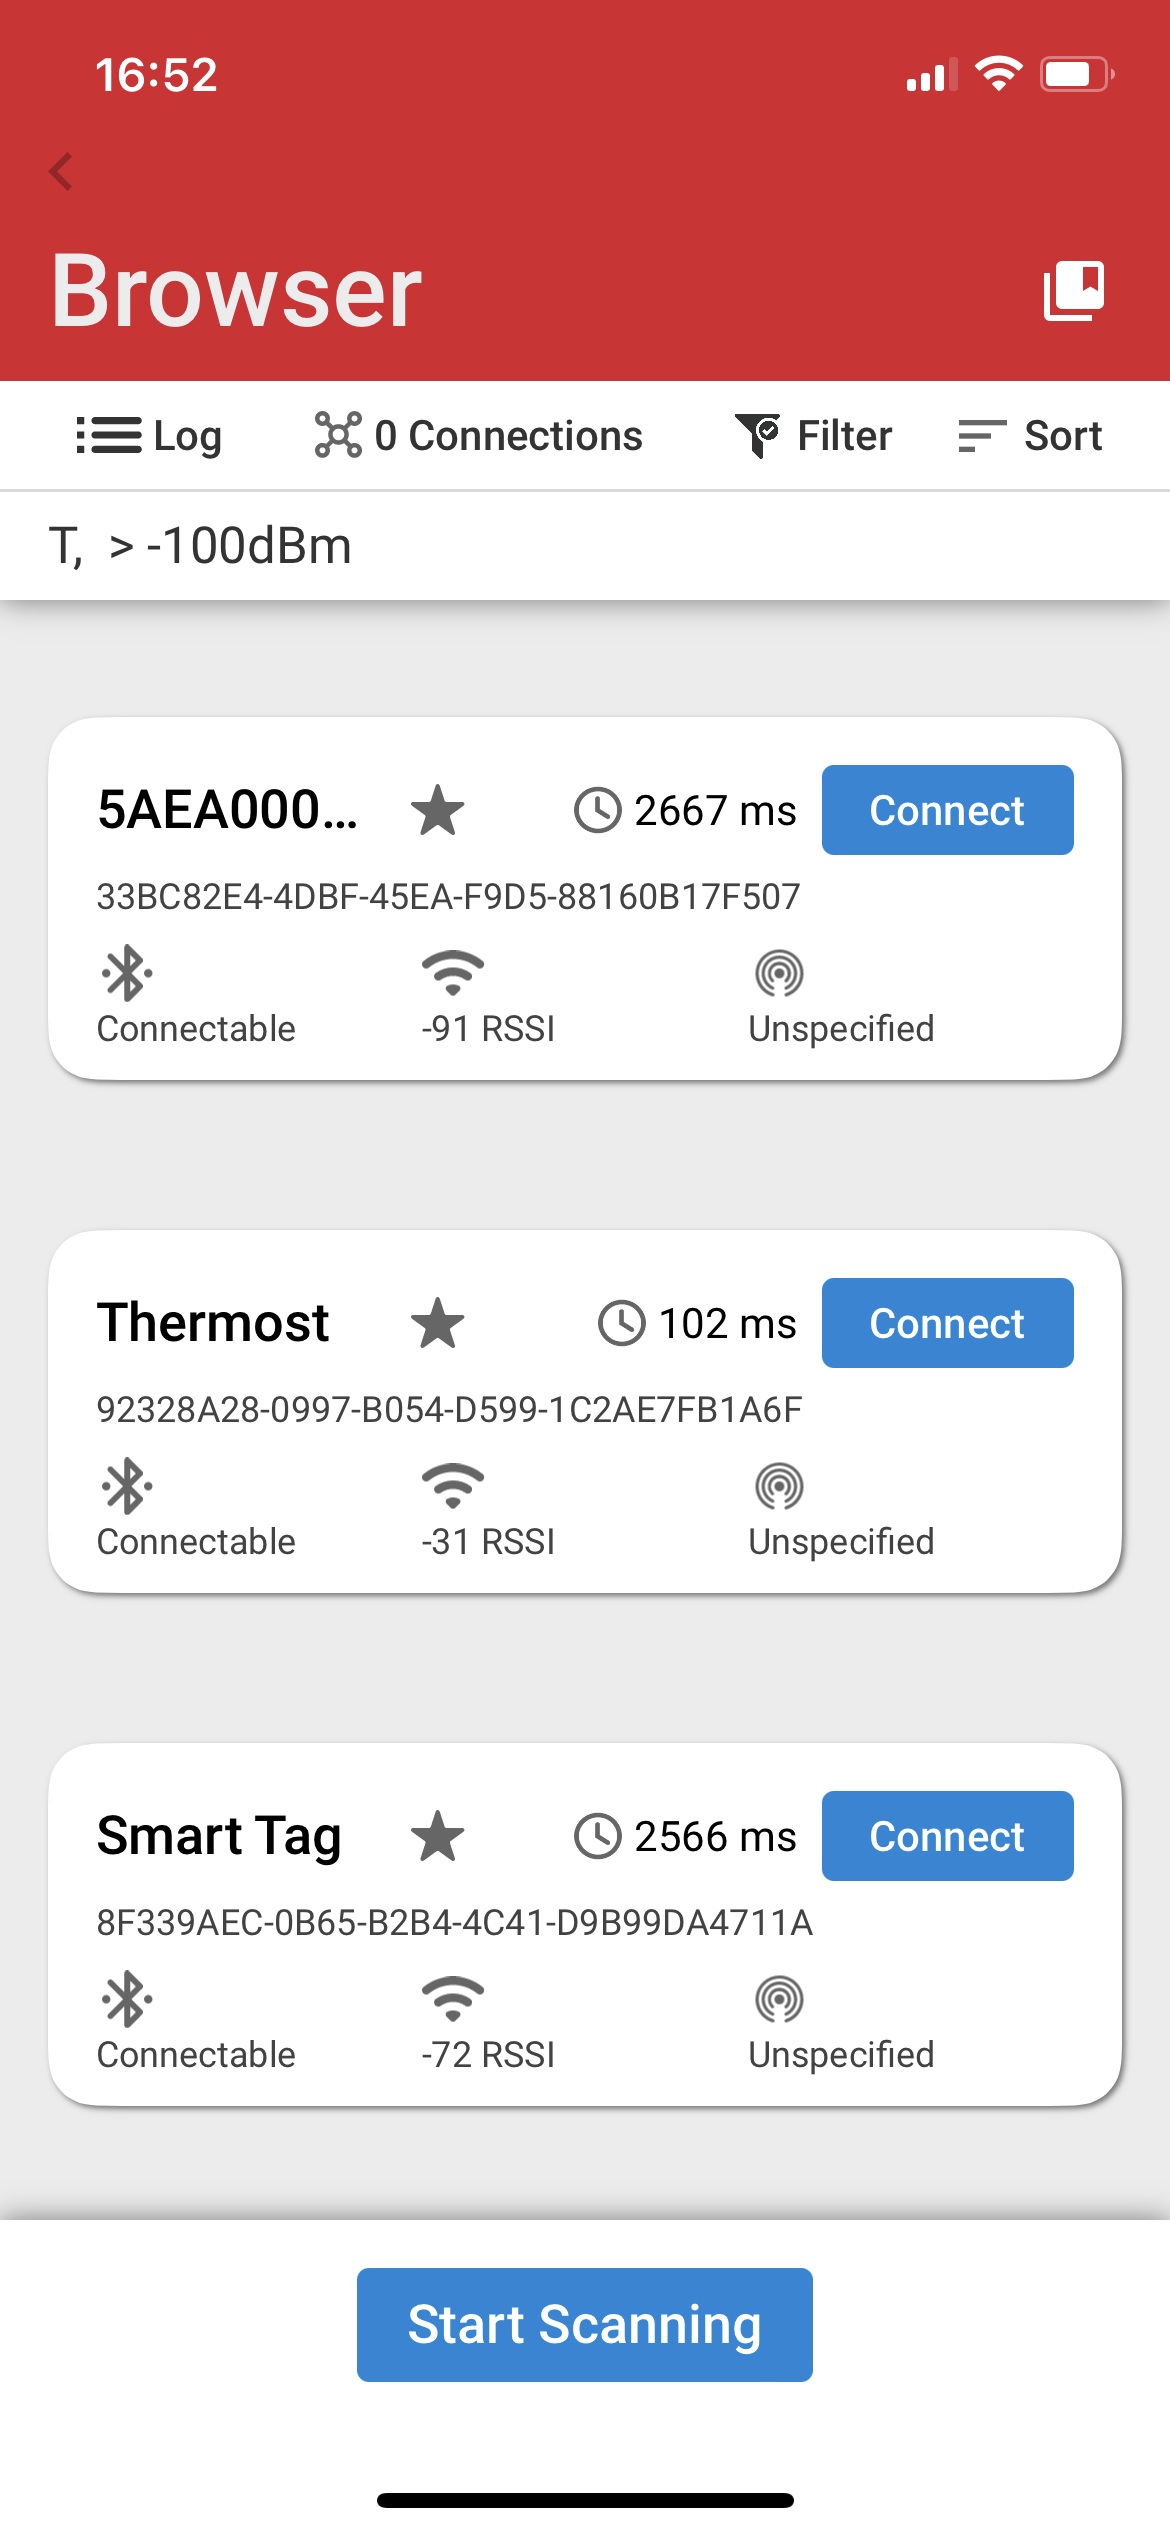 16:52
Browser
Log 0 Connections Filter Sort
T, > -100dBm
5AEA000... 2667 ms Connect
33BC82E4-4DBF-45EA-F9D5-88160B17F507
Connectable -91 RSSI Unspecified
Thermost 102 ms Connect
92328A28-0997-B054-D599-1C2AE7FB1A6F
Connectable -31 RSSI Unspecified
Smart Tag 2566 ms Connect
8F339AEC-0B65-B2B4-4C41-D9B99DA4711A
Connectable -72 RSSI Unspecified
Start Scanning